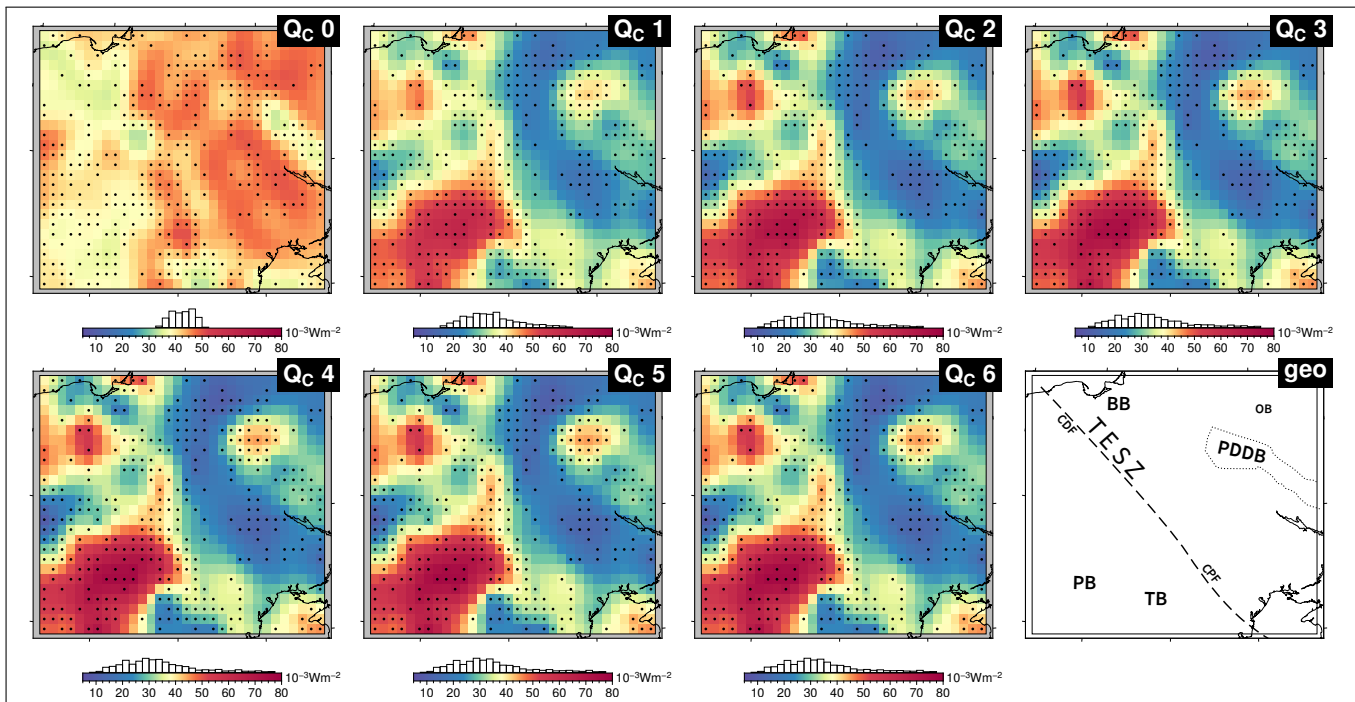 Q_C 0
Q_C 1
Q_C 2
Q_C 3
10 20 30 40 50 60 70 80 10⁻³Wm⁻²
10 20 30 40 50 60 70 80 10⁻³Wm⁻²
10 20 30 40 50 60 70 80 10⁻³Wm⁻²
10 20 30 40 50 60 70 80 10⁻³Wm⁻²
Q_C 4
Q_C 5
Q_C 6
geo
BB
OB
CDF
TESZ
PDDB
CPF
PB
TB
10 20 30 40 50 60 70 80 10⁻³Wm⁻²
10 20 30 40 50 60 70 80 10⁻³Wm⁻²
10 20 30 40 50 60 70 80 10⁻³Wm⁻²